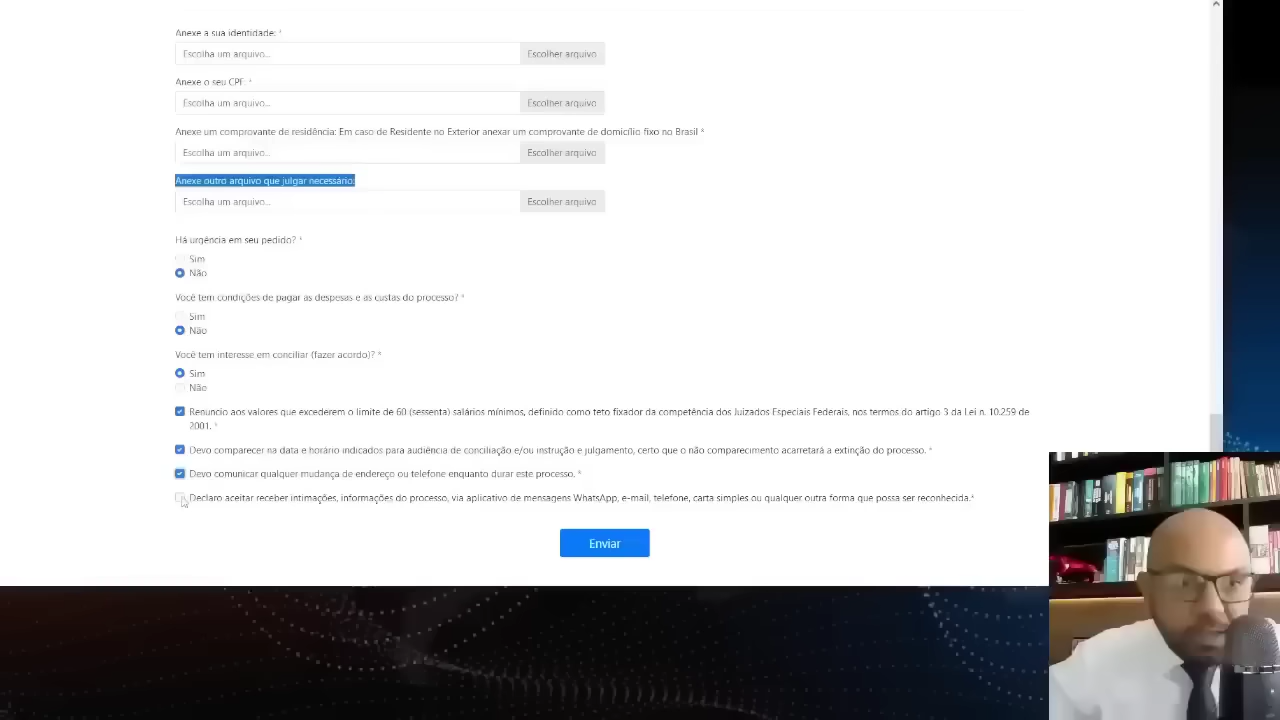 Anexe a sua identidade: *
Escolha um arquivo... Escolher arquivo
Anexe o seu CPF: *
Escolha um arquivo... Escolher arquivo
Anexe um comprovante de residência: Em caso de Residente no Exterior anexar um comprovante de domicílio fixo no Brasil *
Escolha um arquivo... Escolher arquivo
Anexe outro arquivo que julgar necessário:
Escolha um arquivo... Escolher arquivo
Há urgência em seu pedido? *
Sim
Não
Você tem condições de pagar as despesas e as custas do processo? *
Sim
Não
Você tem interesse em conciliar (fazer acordo)? *
Sim
Não
Renuncio aos valores que excederem o limite de 60 (sessenta) salários mínimos, definido como teto fixador da competência dos Juizados Especiais Federais, nos termos do artigo 3 da Lei n. 10.259 de
2001. *
Devo comparecer na data e horário indicados para audiência de conciliação e/ou instrução e julgamento, certo que o não comparecimento acarretará a extinção do processo. *
Devo comunicar qualquer mudança de endereço ou telefone enquanto durar este processo. *
Declaro aceitar receber intimações, informações do processo, via aplicativo de mensagens WhatsApp, e-mail, telefone, carta simples ou qualquer outra forma que possa ser reconhecida.*
Enviar